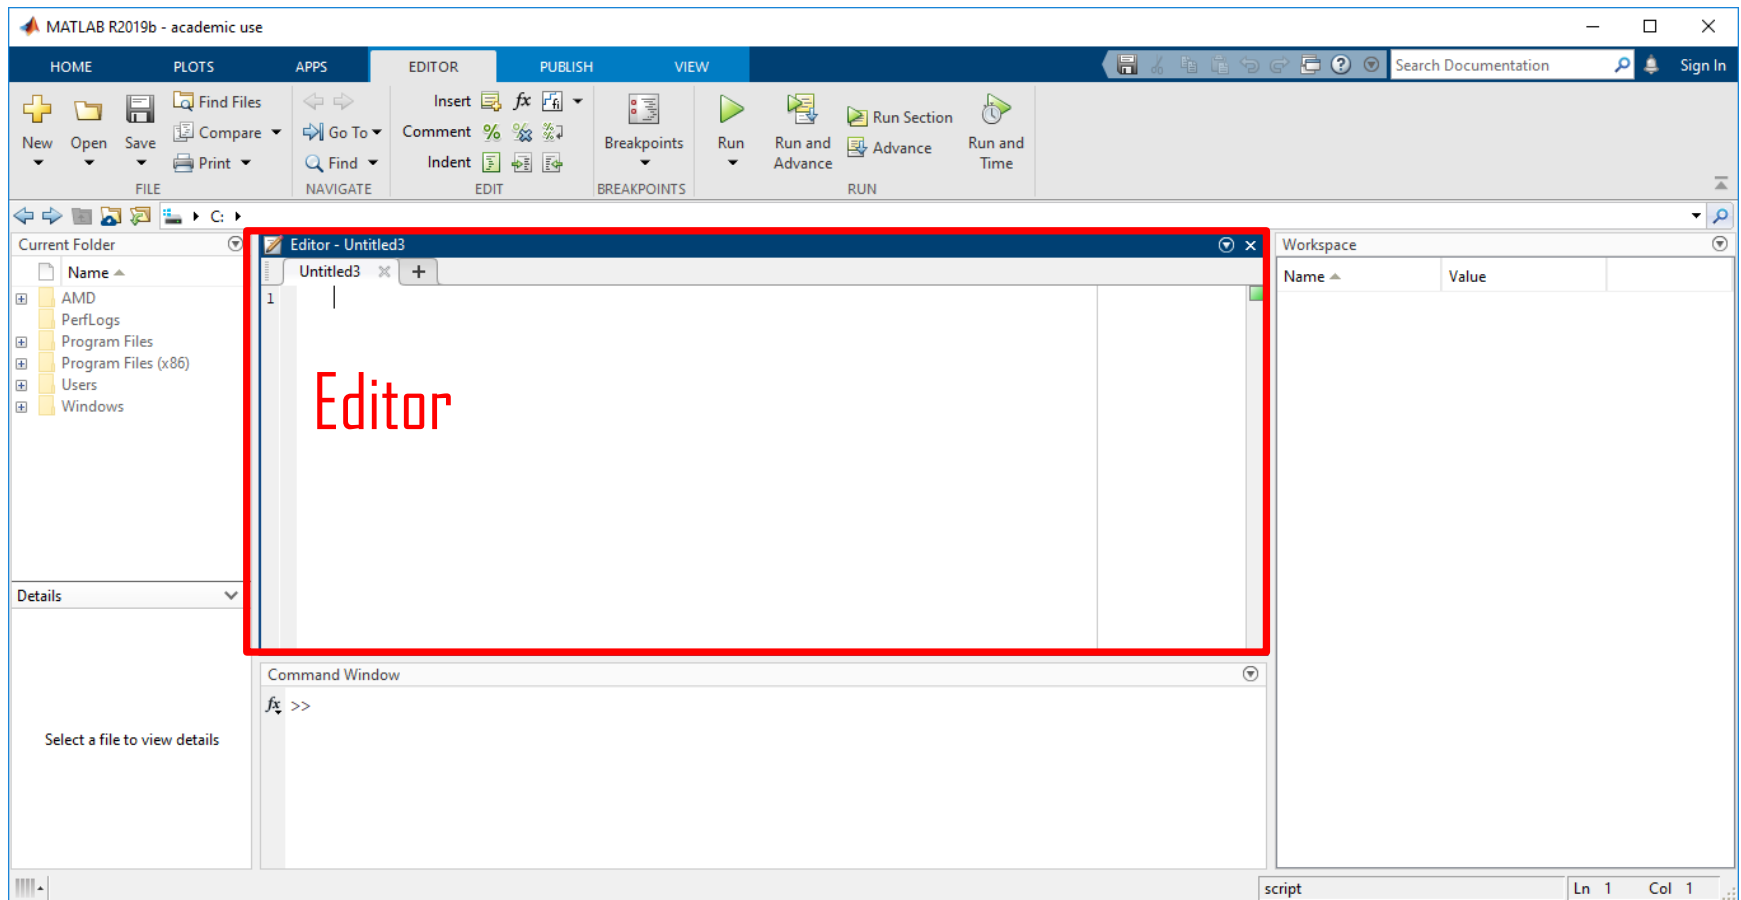 MATLAB R2019b - academic use
HOME PLOTS APPS EDITOR PUBLISH VIEW Search Documentation Sign In
New Open Save Find Files Compare Print
FILE
Go To Find
NAVIGATE
Insert fx fi
Comment % % %
Indent
EDIT
Breakpoints
BREAKPOINTS
Run Run and Advance Run Section Advance Run and Time
RUN
C:
Current Folder
Name
AMD
PerfLogs
Program Files
Program Files (x86)
Users
Windows
Details
Select a file to view details
Editor - Untitled3
Untitled3 +
1
Editor
Command Window
fx >>
Workspace
Name Value
script Ln 1 Col 1